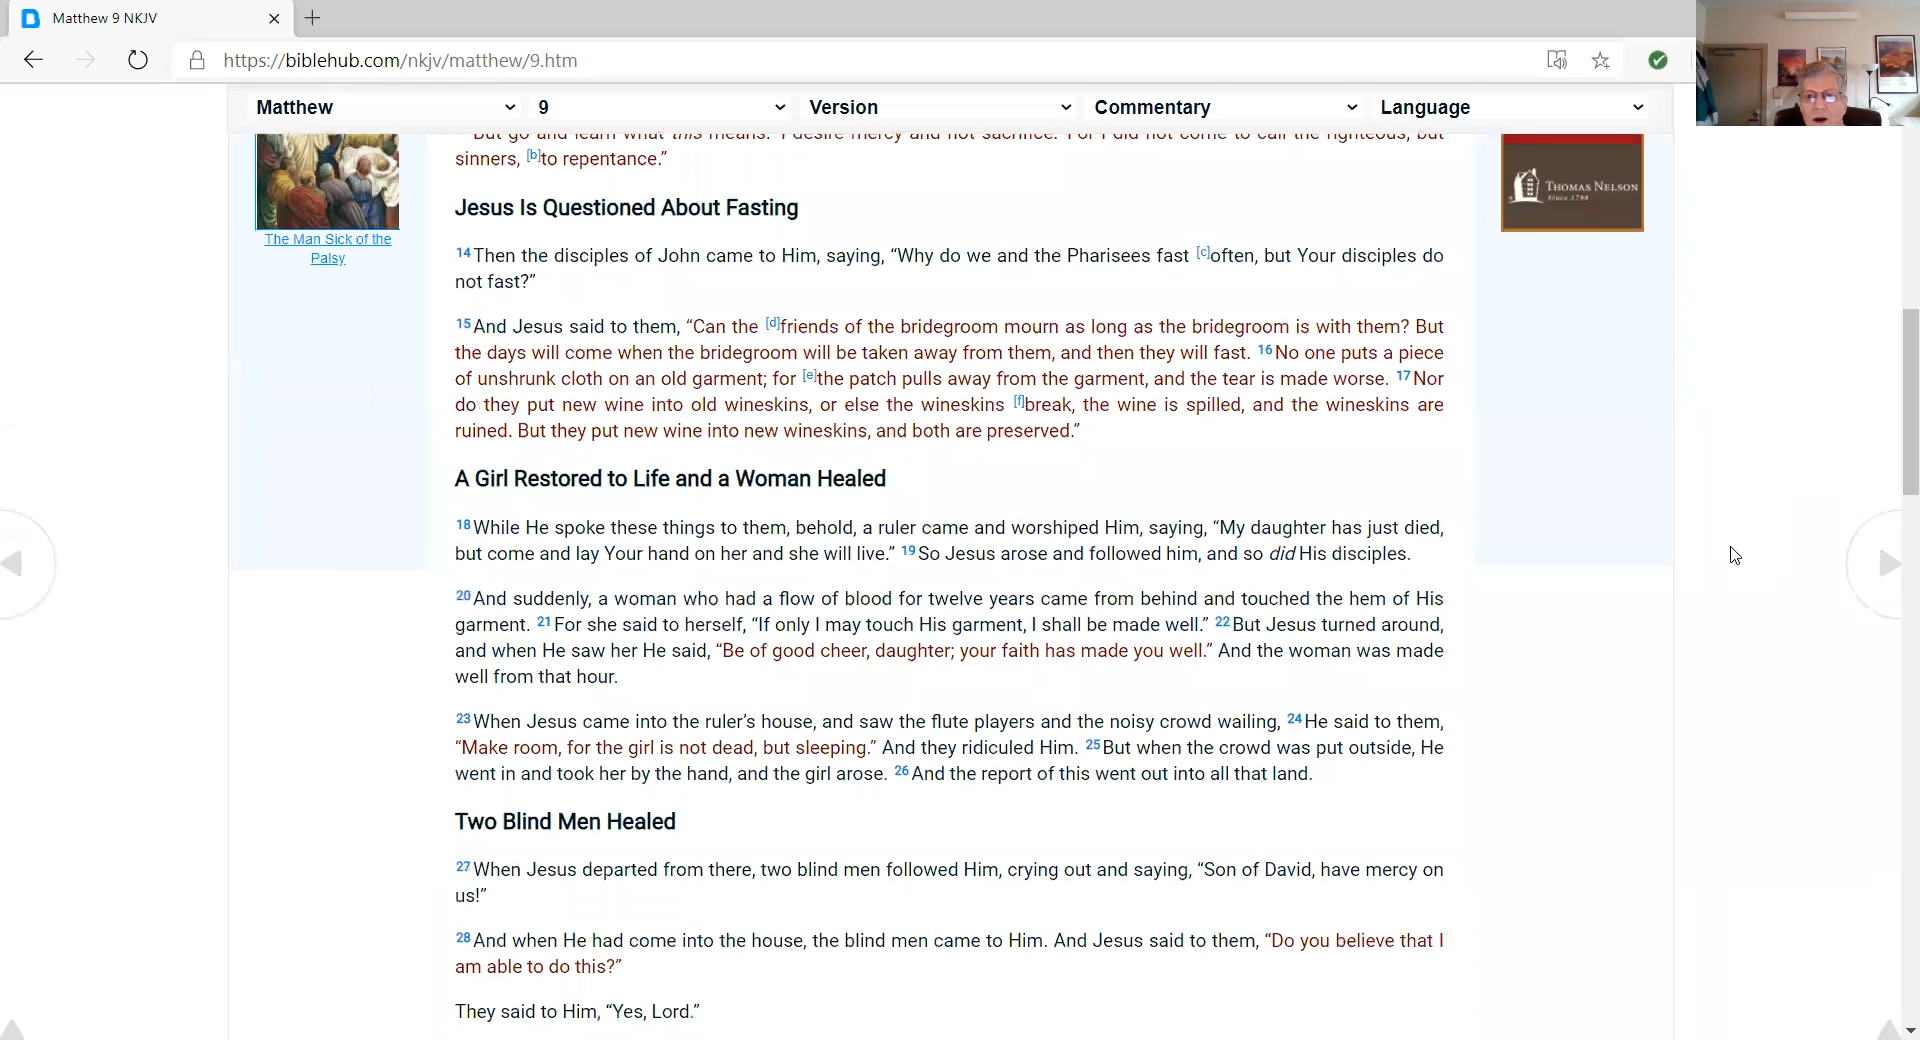 Matthew 9 NKJV
https://biblehub.com/nkjv/matthew/9.htm
Matthew 9 Version Commentary Language
But go and learn what this means: ‘I desire mercy and not sacrifice.’ For I did not come to call the righteous, but
sinners, [b]to repentance.”
The Man Sick of the
Palsy
THOMAS NELSON
Since 1798
Jesus Is Questioned About Fasting
14 Then the disciples of John came to Him, saying, “Why do we and the Pharisees fast [c]often, but Your disciples do
not fast?”
15 And Jesus said to them, “Can the [d]friends of the bridegroom mourn as long as the bridegroom is with them? But
the days will come when the bridegroom will be taken away from them, and then they will fast. 16 No one puts a piece
of unshrunk cloth on an old garment; for [e]the patch pulls away from the garment, and the tear is made worse. 17 Nor
do they put new wine into old wineskins, or else the wineskins [f]break, the wine is spilled, and the wineskins are
ruined. But they put new wine into new wineskins, and both are preserved.”
A Girl Restored to Life and a Woman Healed
18 While He spoke these things to them, behold, a ruler came and worshiped Him, saying, “My daughter has just died,
but come and lay Your hand on her and she will live.” 19 So Jesus arose and followed him, and so did His disciples.
20 And suddenly, a woman who had a flow of blood for twelve years came from behind and touched the hem of His
garment. 21 For she said to herself, “If only I may touch His garment, I shall be made well.” 22 But Jesus turned around,
and when He saw her He said, “Be of good cheer, daughter; your faith has made you well.” And the woman was made
well from that hour.
23 When Jesus came into the ruler’s house, and saw the flute players and the noisy crowd wailing, 24 He said to them,
“Make room, for the girl is not dead, but sleeping.” And they ridiculed Him. 25 But when the crowd was put outside, He
went in and took her by the hand, and the girl arose. 26 And the report of this went out into all that land.
Two Blind Men Healed
27 When Jesus departed from there, two blind men followed Him, crying out and saying, “Son of David, have mercy on
us!”
28 And when He had come into the house, the blind men came to Him. And Jesus said to them, “Do you believe that I
am able to do this?”
They said to Him, “Yes, Lord.”